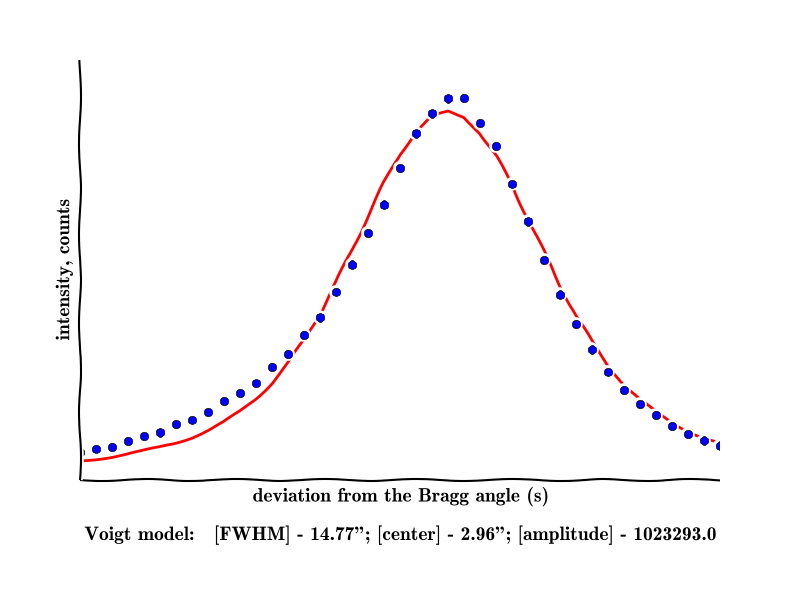 intensity, counts
deviation from the Bragg angle (s)
Voigt model: [FWHM] - 14.77”; [center] - 2.96”; [amplitude] - 1023293.0